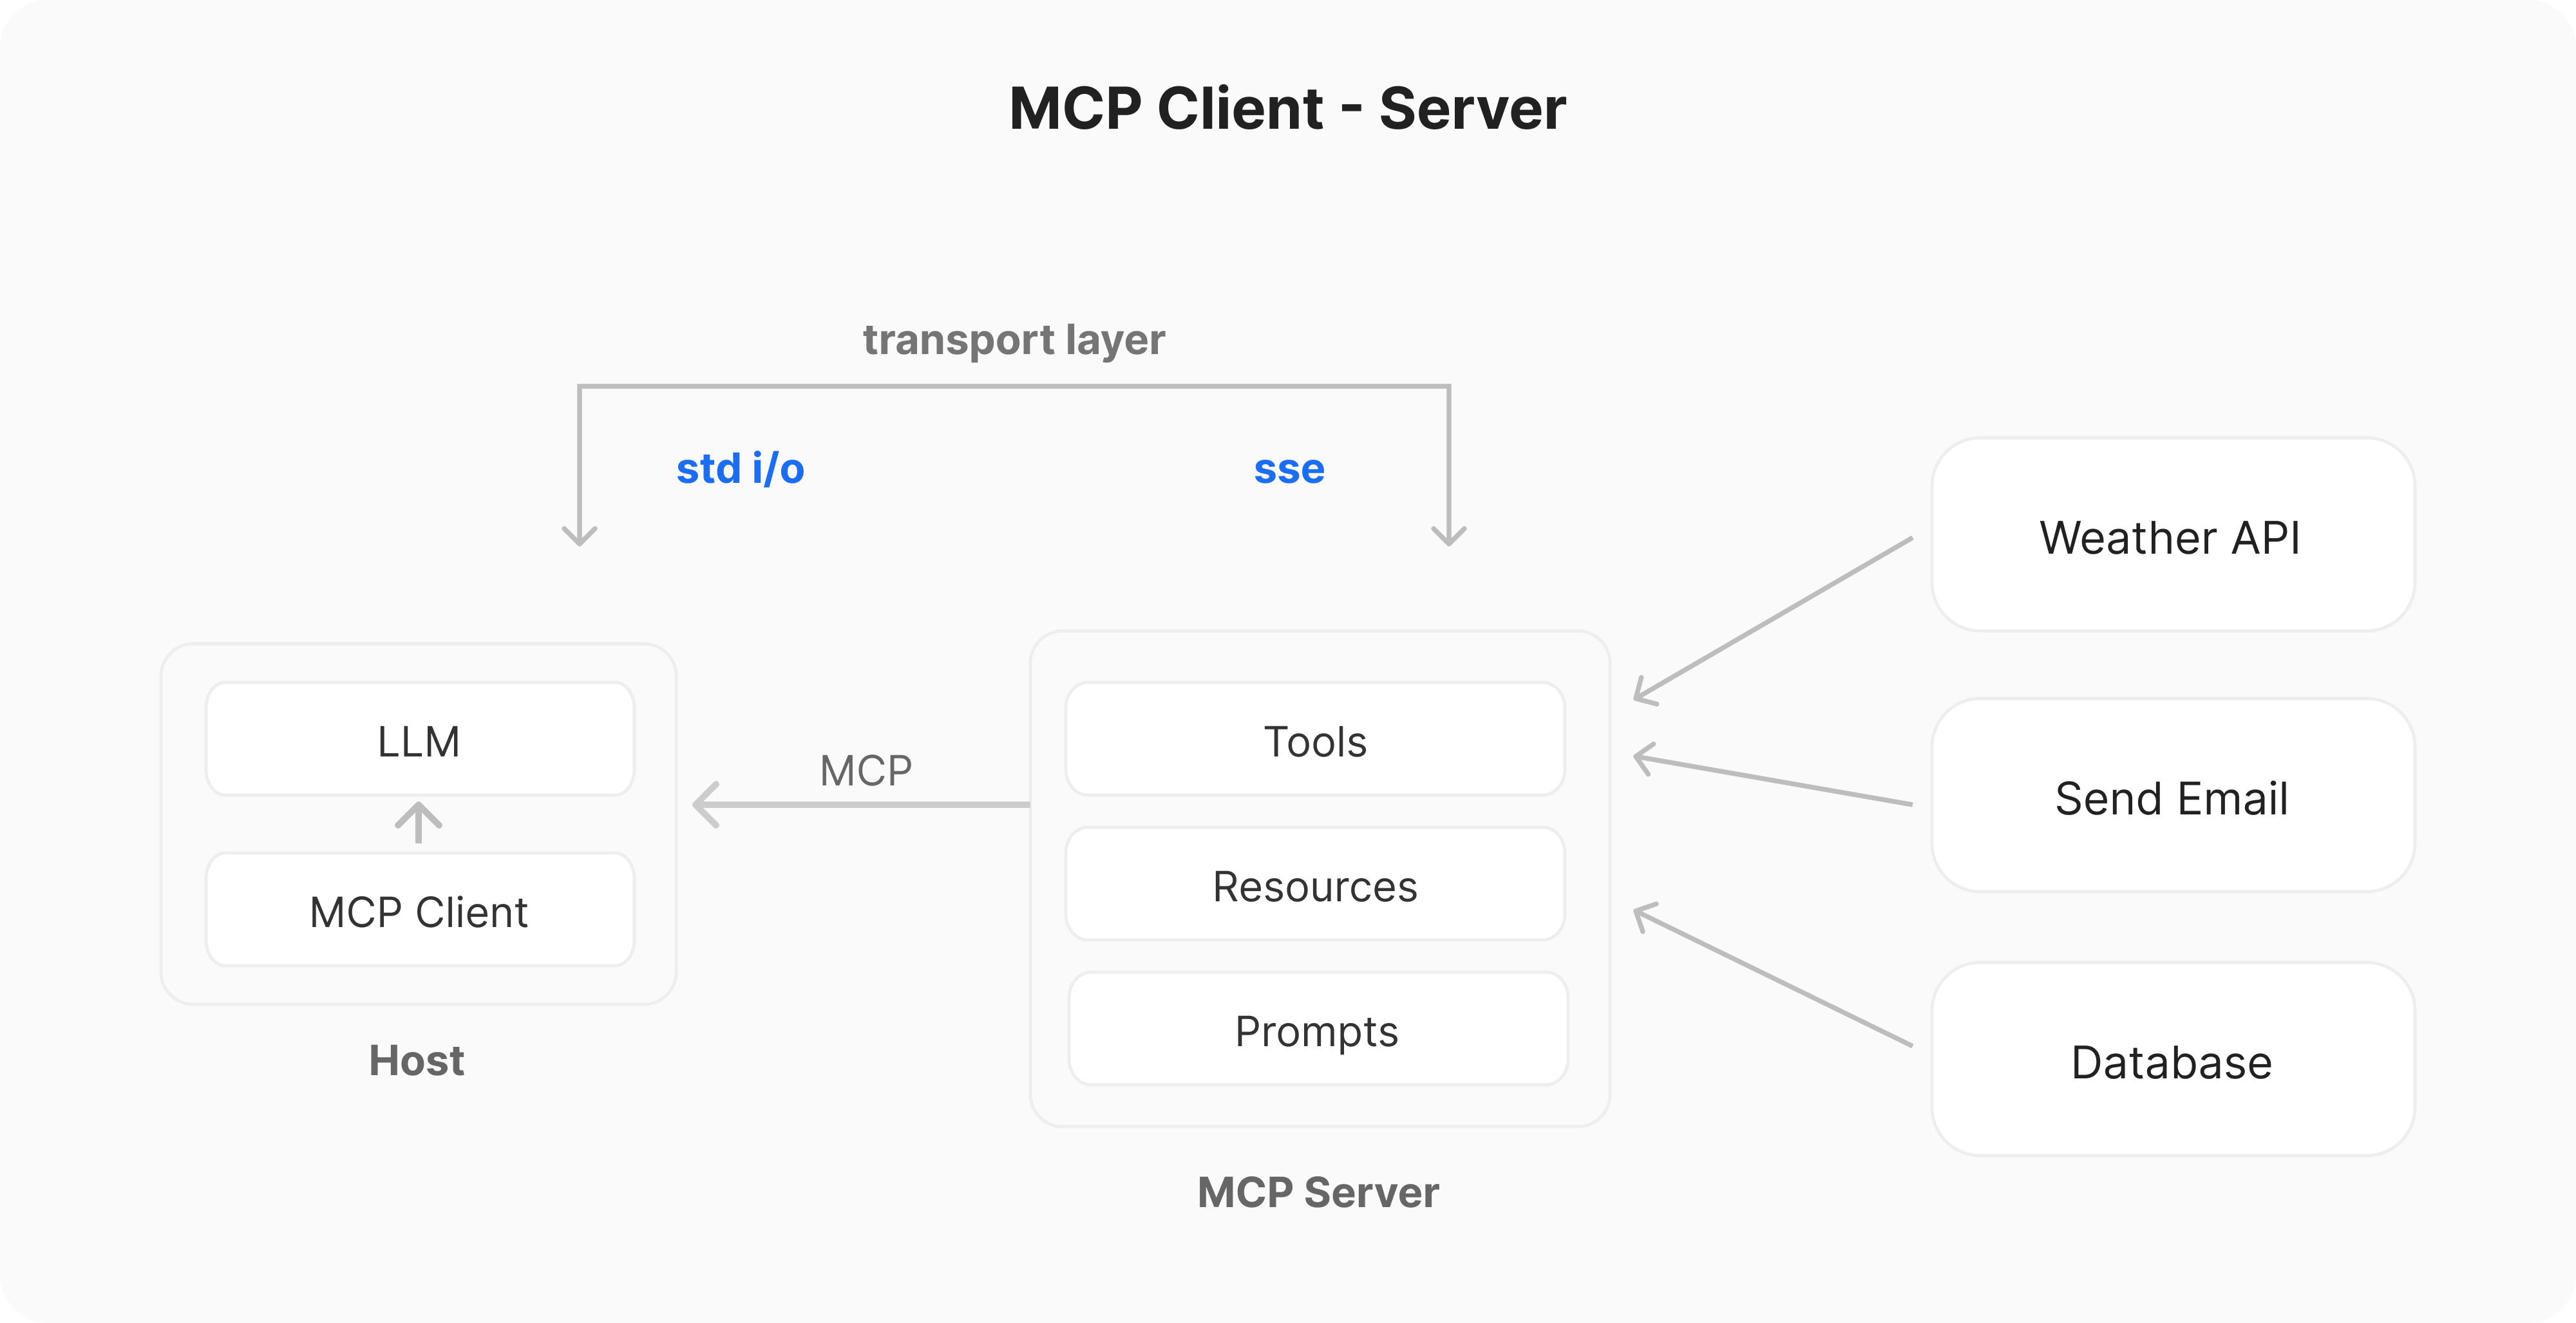 MCP Client - Server
transport layer
std i/o
sse
LLM
MCP Client
Host
MCP
Tools
Resources
Prompts
MCP Server
Weather API
Send Email
Database